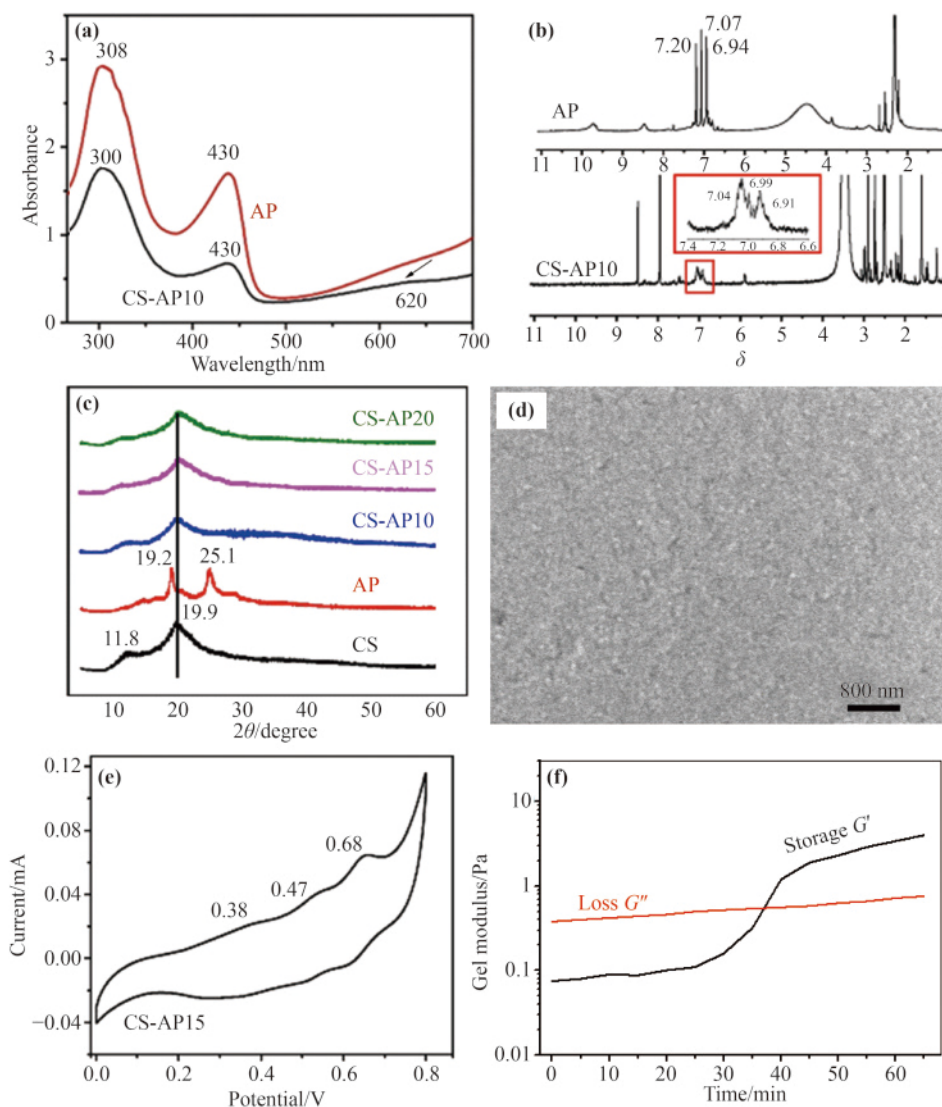 (a)
3
308
2
300
430
AP
1
430
CS-AP10
620
0
300 400 500 600 700
Absorbance
Wavelength/nm
(b)
7.07
7.20 6.94
AP
11 10 9 8 7 6 5 4 3 2
7.04 6.99 6.91
7.4 7.2 7.0 6.8 6.6
CS-AP10
11 10 9 8 7 6 5 4 3 2
δ
(c)
CS-AP20
CS-AP15
CS-AP10
19.2 25.1
AP
19.9
11.8
CS
10 20 30 40 50 60
2θ/degree
(d)
800 nm
(e)
0.12
0.08
0.04
0.00
−0.04
0.68
0.47
0.38
CS-AP15
0.0 0.2 0.4 0.6 0.8
Current/mA
Potential/V
(f)
10
1
0.1
0.01
Storage G'
Loss G"
0 10 20 30 40 50 60
Gel modulus/Pa
Time/min